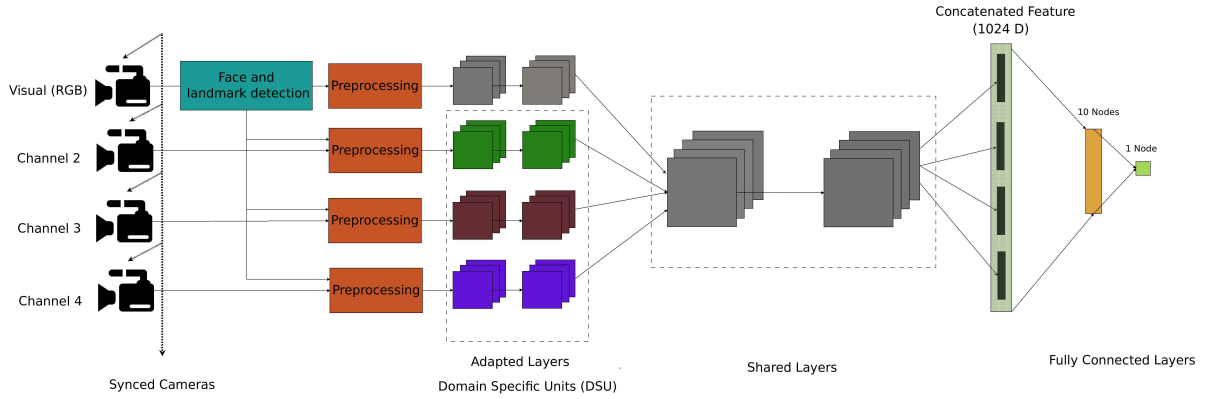 Concatenated Feature
(1024 D)
Visual (RGB)
Face and
landmark detection
Preprocessing
10 Nodes
1 Node
Channel 2
Preprocessing
Channel 3
Preprocessing
Channel 4
Preprocessing
Adapted Layers
Domain Specific Units (DSU)
Synced Cameras
Shared Layers
Fully Connected Layers